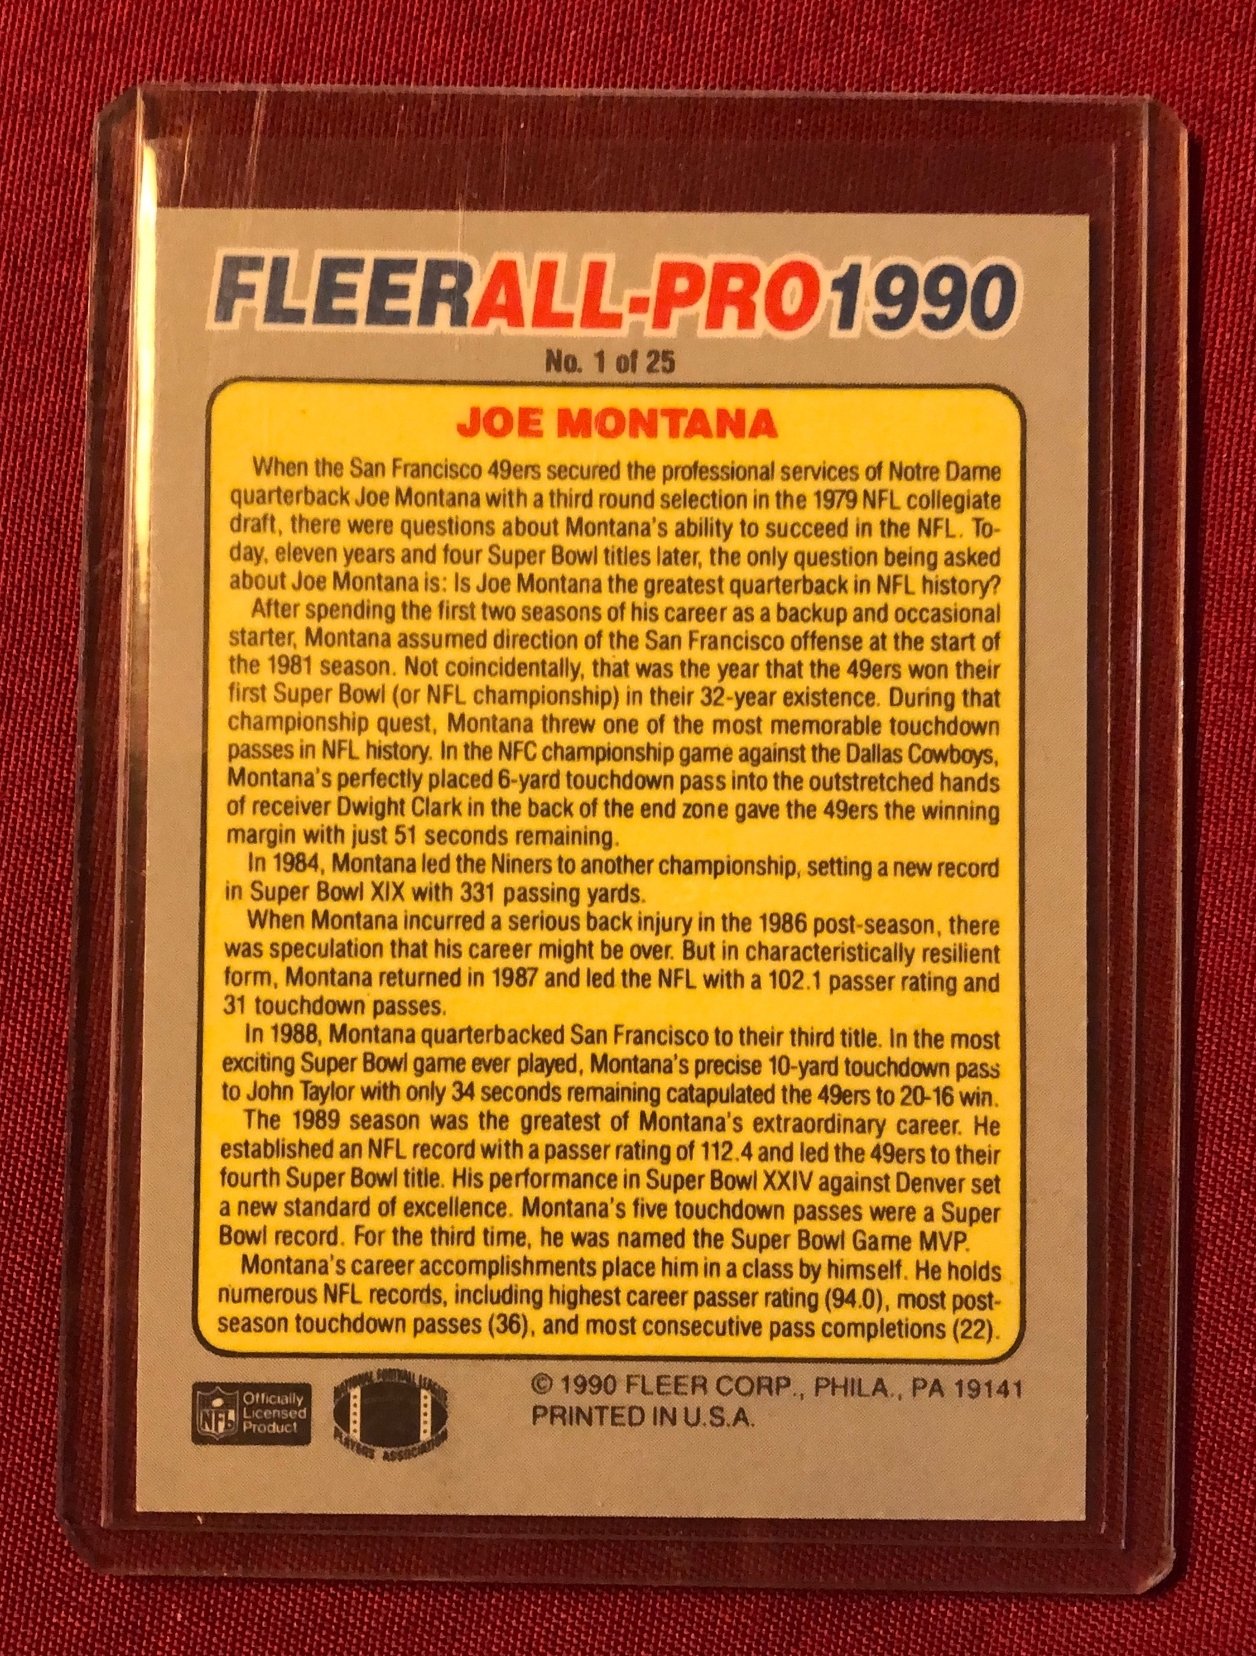 FLEER ALL-PRO 1990
No. 1 of 25
JOE MONTANA
When the San Francisco 49ers secured the professional services of Notre Dame
quarterback Joe Montana with a third round selection in the 1979 NFL collegiate
draft, there were questions about Montana's ability to succeed in the NFL. To-
day, eleven years and four Super Bowl titles later, the only question being asked
about Joe Montana is: Is Joe Montana the greatest quarterback in NFL history?
After spending the first two seasons of his career as a backup and occasional
starter, Montana assumed direction of the San Francisco offense at the start of
the 1981 season. Not coincidentally, that was the year that the 49ers won their
first Super Bowl (or NFL championship) in their 32-year existence. During that
championship quest, Montana threw one of the most memorable touchdown
passes in NFL history. In the NFC championship game against the Dallas Cowboys,
Montana's perfectly placed 6-yard touchdown pass into the outstretched hands
of receiver Dwight Clark in the back of the end zone gave the 49ers the winning
margin with just 51 seconds remaining.
In 1984, Montana led the Niners to another championship, setting a new record
in Super Bowl XIX with 331 passing yards.
When Montana incurred a serious back injury in the 1986 post-season, there
was speculation that his career might be over. But in characteristically resilient
form, Montana returned in 1987 and led the NFL with a 102.1 passer rating and
31 touchdown passes.
In 1988, Montana quarterbacked San Francisco to their third title. In the most
exciting Super Bowl game ever played, Montana's precise 10-yard touchdown pass
to John Taylor with only 34 seconds remaining catapulted the 49ers to 20-16 win.
The 1989 season was the greatest of Montana's extraordinary career. He
established an NFL record with a passer rating of 112.4 and led the 49ers to their
fourth Super Bowl title. His performance in Super Bowl XXIV against Denver set
a new standard of excellence. Montana's five touchdown passes were a Super
Bowl record. For the third time, he was named the Super Bowl Game MVP.
Montana's career accomplishments place him in a class by himself. He holds
numerous NFL records, including highest career passer rating (94.0), most post-
season touchdown passes (36), and most consecutive pass completions (22).
NFL
Officially
Licensed
Product
NATIONAL FOOTBALL LEAGUE
PLAYERS ASSOCIATION
© 1990 FLEER CORP., PHILA., PA 19141
PRINTED IN U.S.A.